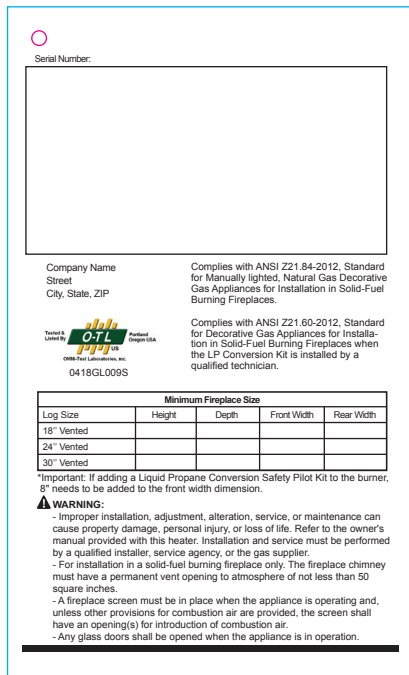 Serial Number:
Company Name
Street
City, State, ZIP
Complies with ANSI Z21.84-2012, Standard
for Manually lighted, Natural Gas Decorative
Gas Appliances for Installation in Solid-Fuel
Burning Fireplaces.
Complies with ANSI Z21.60-2012, Standard
for Decorative Gas Appliances for Installa-
tion in Solid-Fuel Burning Fireplaces when
the LP Conversion Kit is installed by a
qualified technician.
Tested &
Listed By
O-TL
US
Portland
Oregon USA
OMNI-Test Laboratories, Inc.
0418GL009S
Minimum Fireplace Size
Log Size Height Depth Front Width Rear Width
18'' Vented
24'' Vented
30'' Vented
*Important: If adding a Liquid Propane Conversion Safety Pilot Kit to the burner,
8" needs to be added to the front width dimension.
WARNING:
- Improper installation, adjustment, alteration, service, or maintenance can
cause property damage, personal injury, or loss of life. Refer to the owner's
manual provided with this heater. Installation and service must be performed
by a qualified installer, service agency, or the gas supplier.
- For installation in a solid-fuel burning fireplace only. The fireplace chimney
must have a permanent vent opening to atmosphere of not less than 50
square inches.
- A fireplace screen must be in place when the appliance is operating and,
unless other provisions for combustion air are provided, the screen shall
have an opening(s) for introduction of combustion air.
- Any glass doors shall be opened when the appliance is in operation.